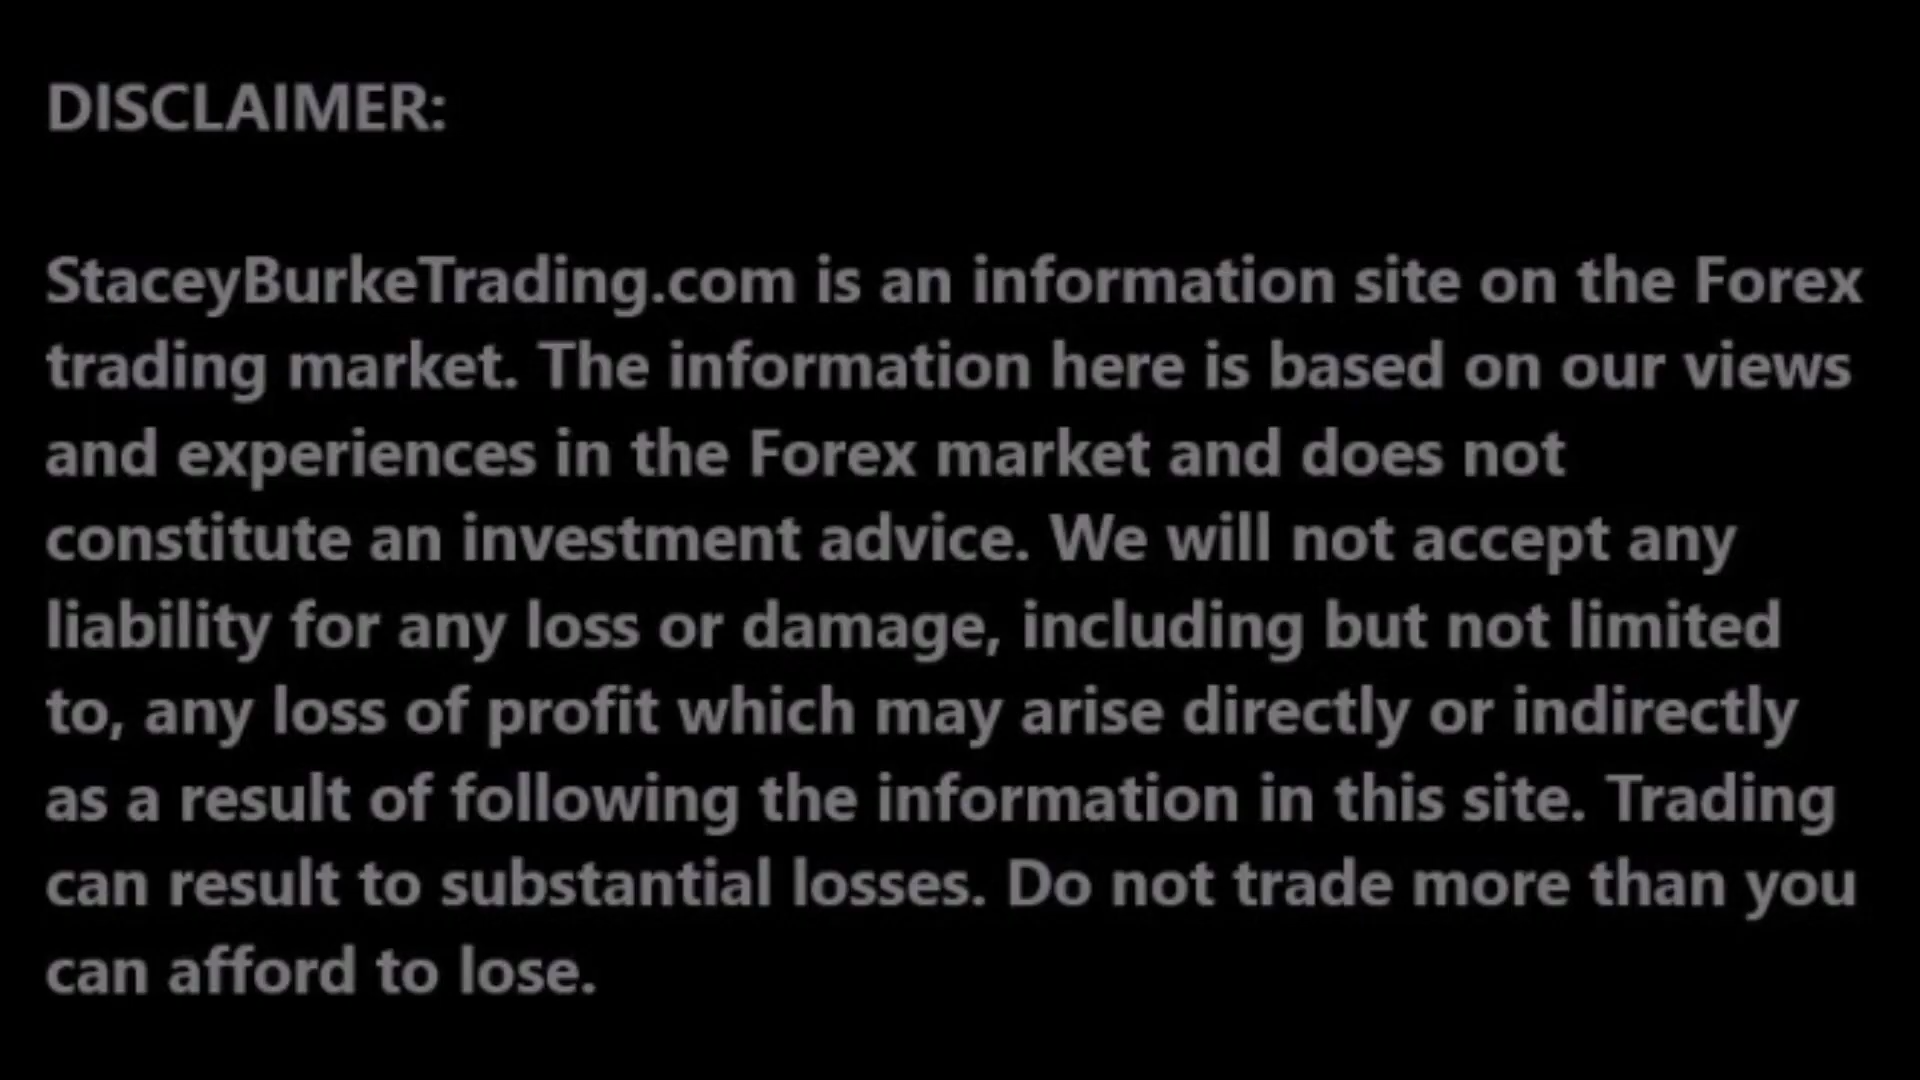 DISCLAIMER:
StaceyBurkeTrading.com is an information site on the Forex
trading market. The information here is based on our views
and experiences in the Forex market and does not
constitute an investment advice. We will not accept any
liability for any loss or damage, including but not limited
to, any loss of profit which may arise directly or indirectly
as a result of following the information in this site. Trading
can result to substantial losses. Do not trade more than you
can afford to lose.